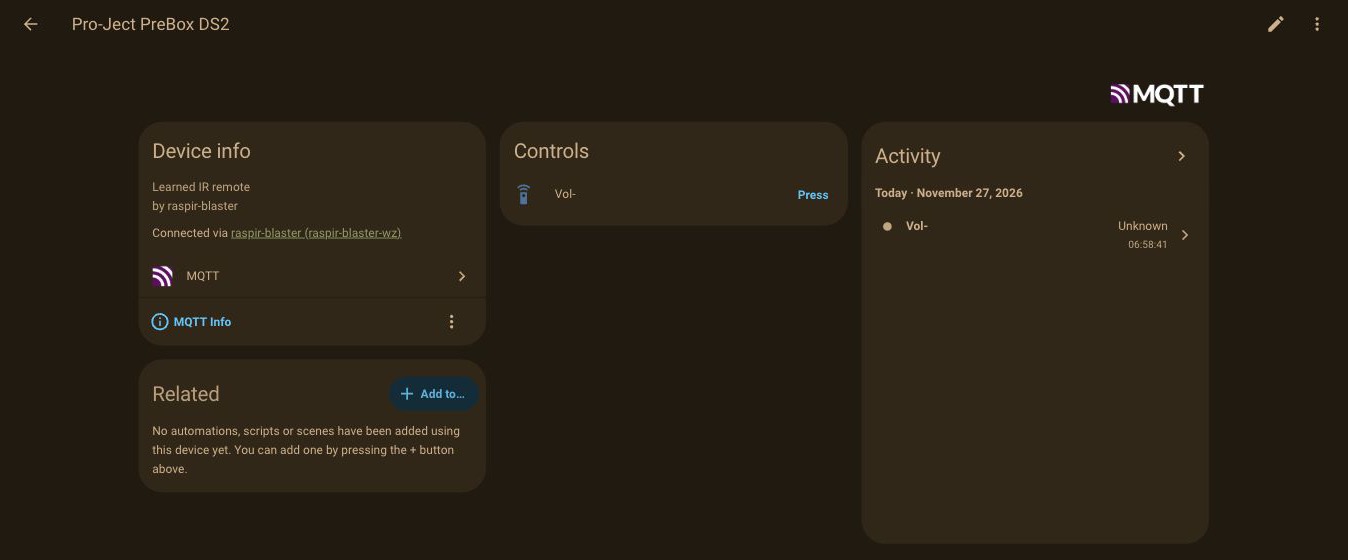 Pro-Ject PreBox DS2
MQTT
Device info
Learned IR remote
by raspir-blaster
Connected via raspir-blaster (raspir-blaster-wz)
MQTT
MQTT Info
Related
Add to...
No automations, scripts or scenes have been added using
this device yet. You can add one by pressing the + button
above.
Controls
Vol-
Press
Activity
Today · November 27, 2026
Vol-
Unknown
06:58:41